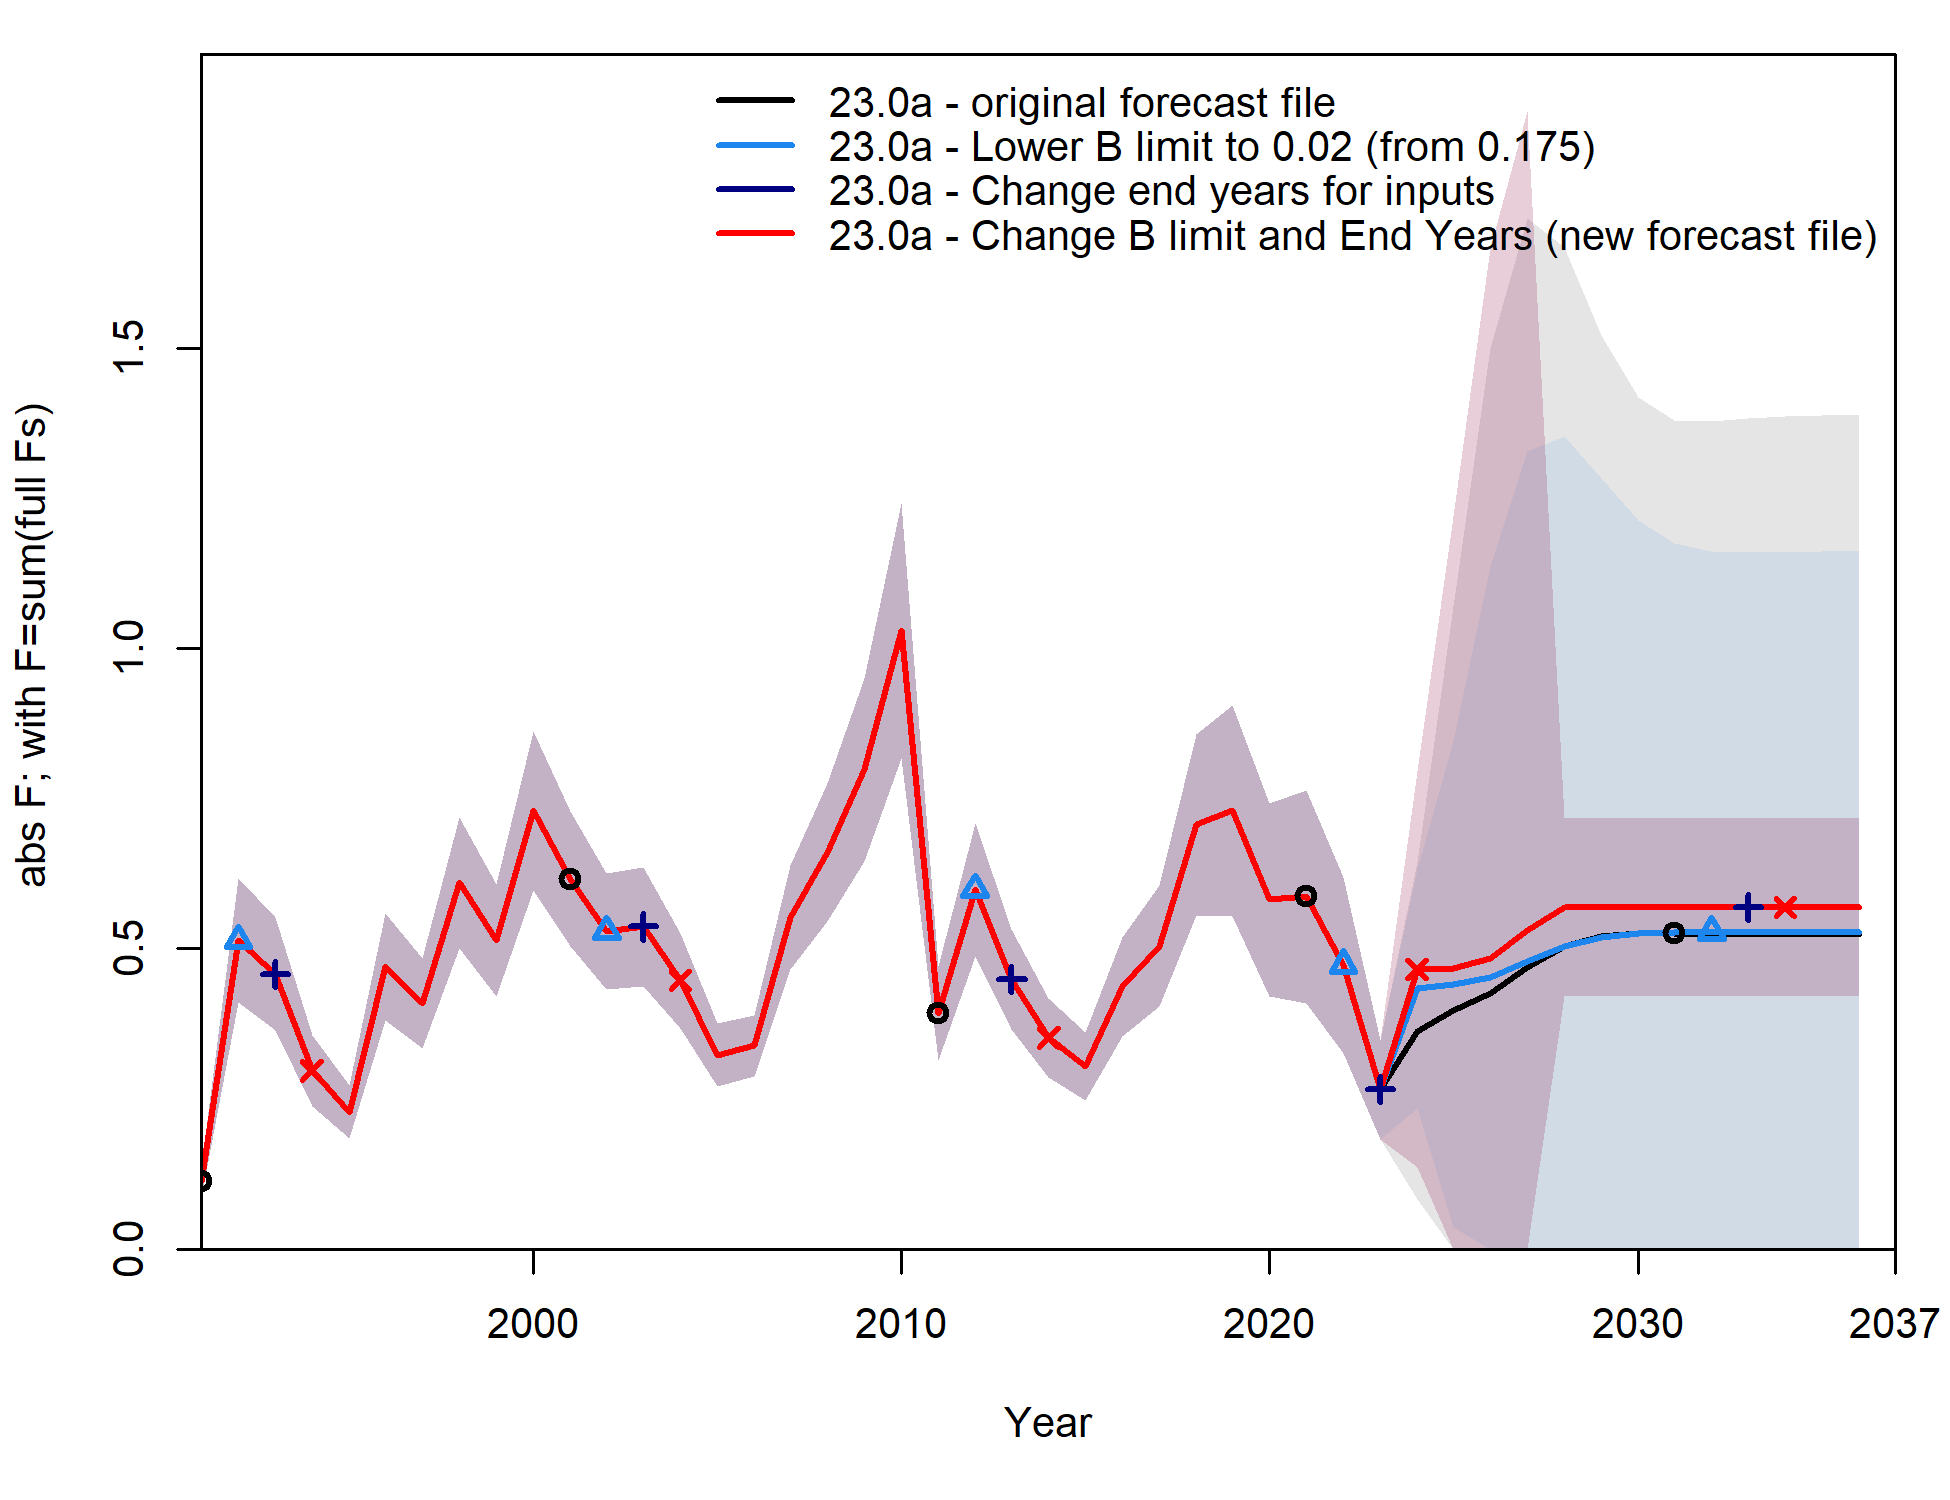 23.0a - original forecast file
23.0a - Lower B limit to 0.02 (from 0.175)
23.0a - Change end years for inputs
23.0a - Change B limit and End Years (new forecast file)
abs F; with F=sum(full Fs)
1.5
1.0
0.5
0.0
2000 2010 2020 2030 2037
Year